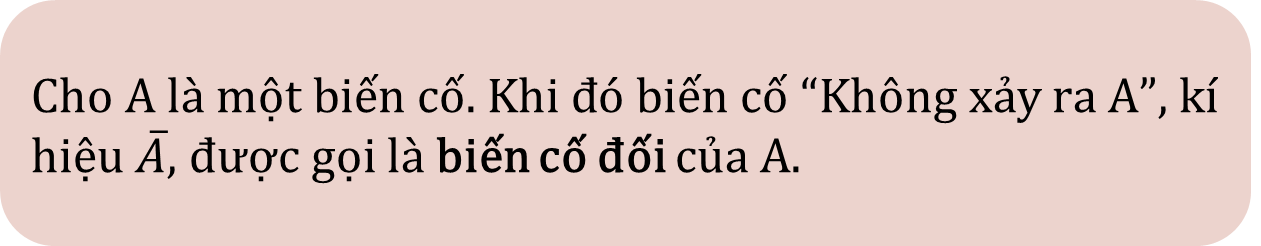 Cho A là một biến cố. Khi đó biến cố “Không xảy ra A”, kí
hiệu Ā, được gọi là biến cố đối của A.